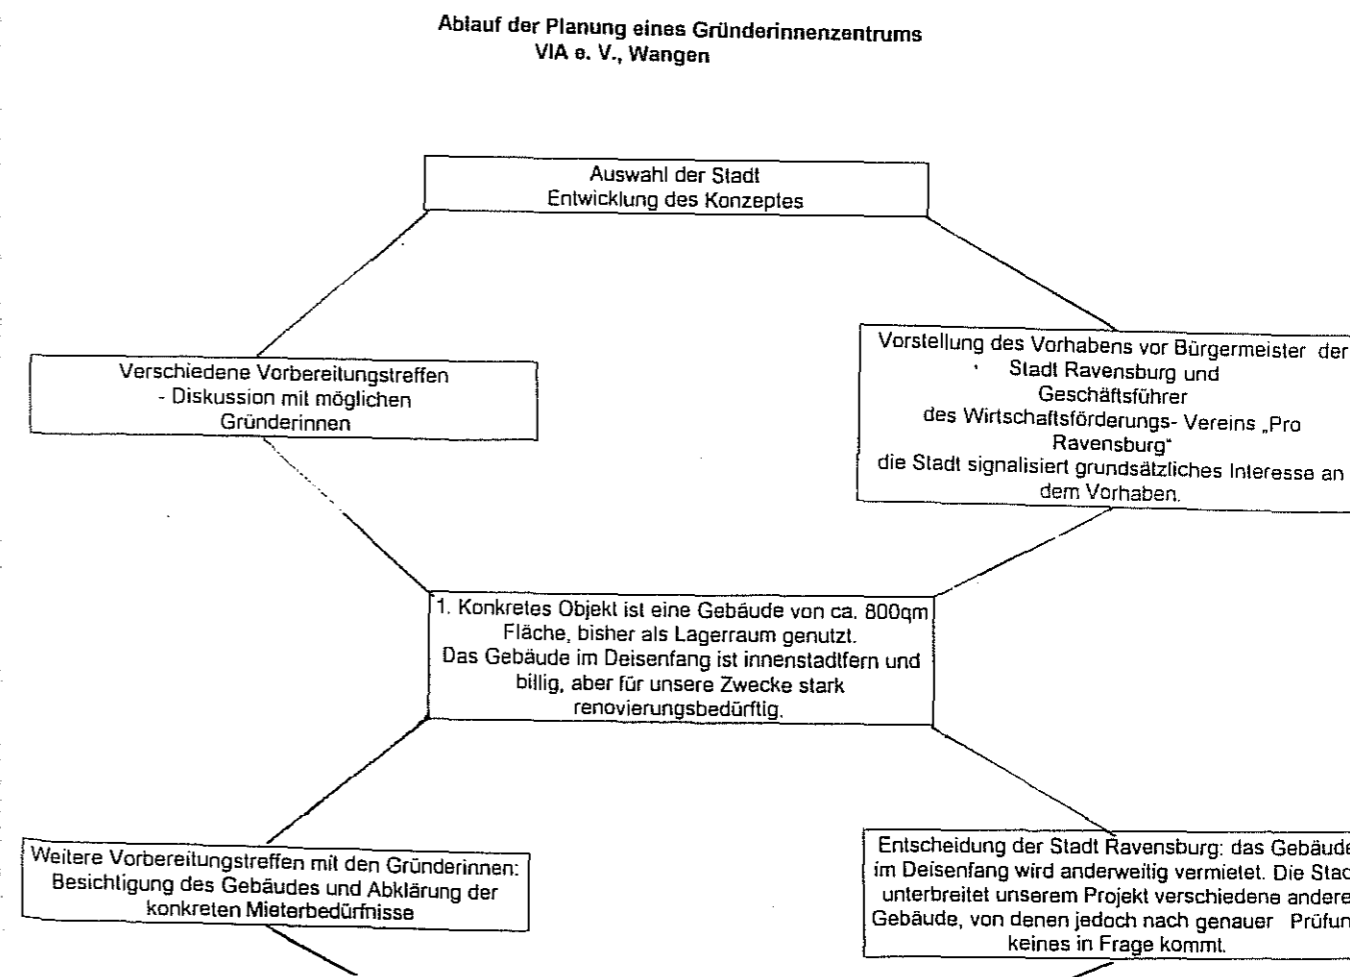 Ablauf der Planung eines Gründerinnenzentrums
VIA e. V., Wangen
Auswahl der Stadt
Entwicklung des Konzeptes
Verschiedene Vorbereitungstreffen
- Diskussion mit möglichen
Gründerinnen
Vorstellung des Vorhabens vor Bürgermeister der
Stadt Ravensburg und
Geschäftsführer
des Wirtschaftsförderungs- Vereins „Pro
Ravensburg“
die Stadt signalisiert grundsätzliches Interesse an
dem Vorhaben.
1. Konkretes Objekt ist eine Gebäude von ca. 800qm
Fläche, bisher als Lagerraum genutzt.
Das Gebäude im Deisenfang ist innenstadtfern und
billig, aber für unsere Zwecke stark
renovierungsbedürftig.
Weitere Vorbereitungstreffen mit den Gründerinnen:
Besichtigung des Gebäudes und Abklärung der
konkreten Mieterbedürfnisse
Entscheidung der Stadt Ravensburg: das Gebäude
im Deisenfang wird anderweitig vermietet. Die Stad
unterbreitet unserem Projekt verschiedene andere
Gebäude, von denen jedoch nach genauer Prüfun
keines in Frage kommt.